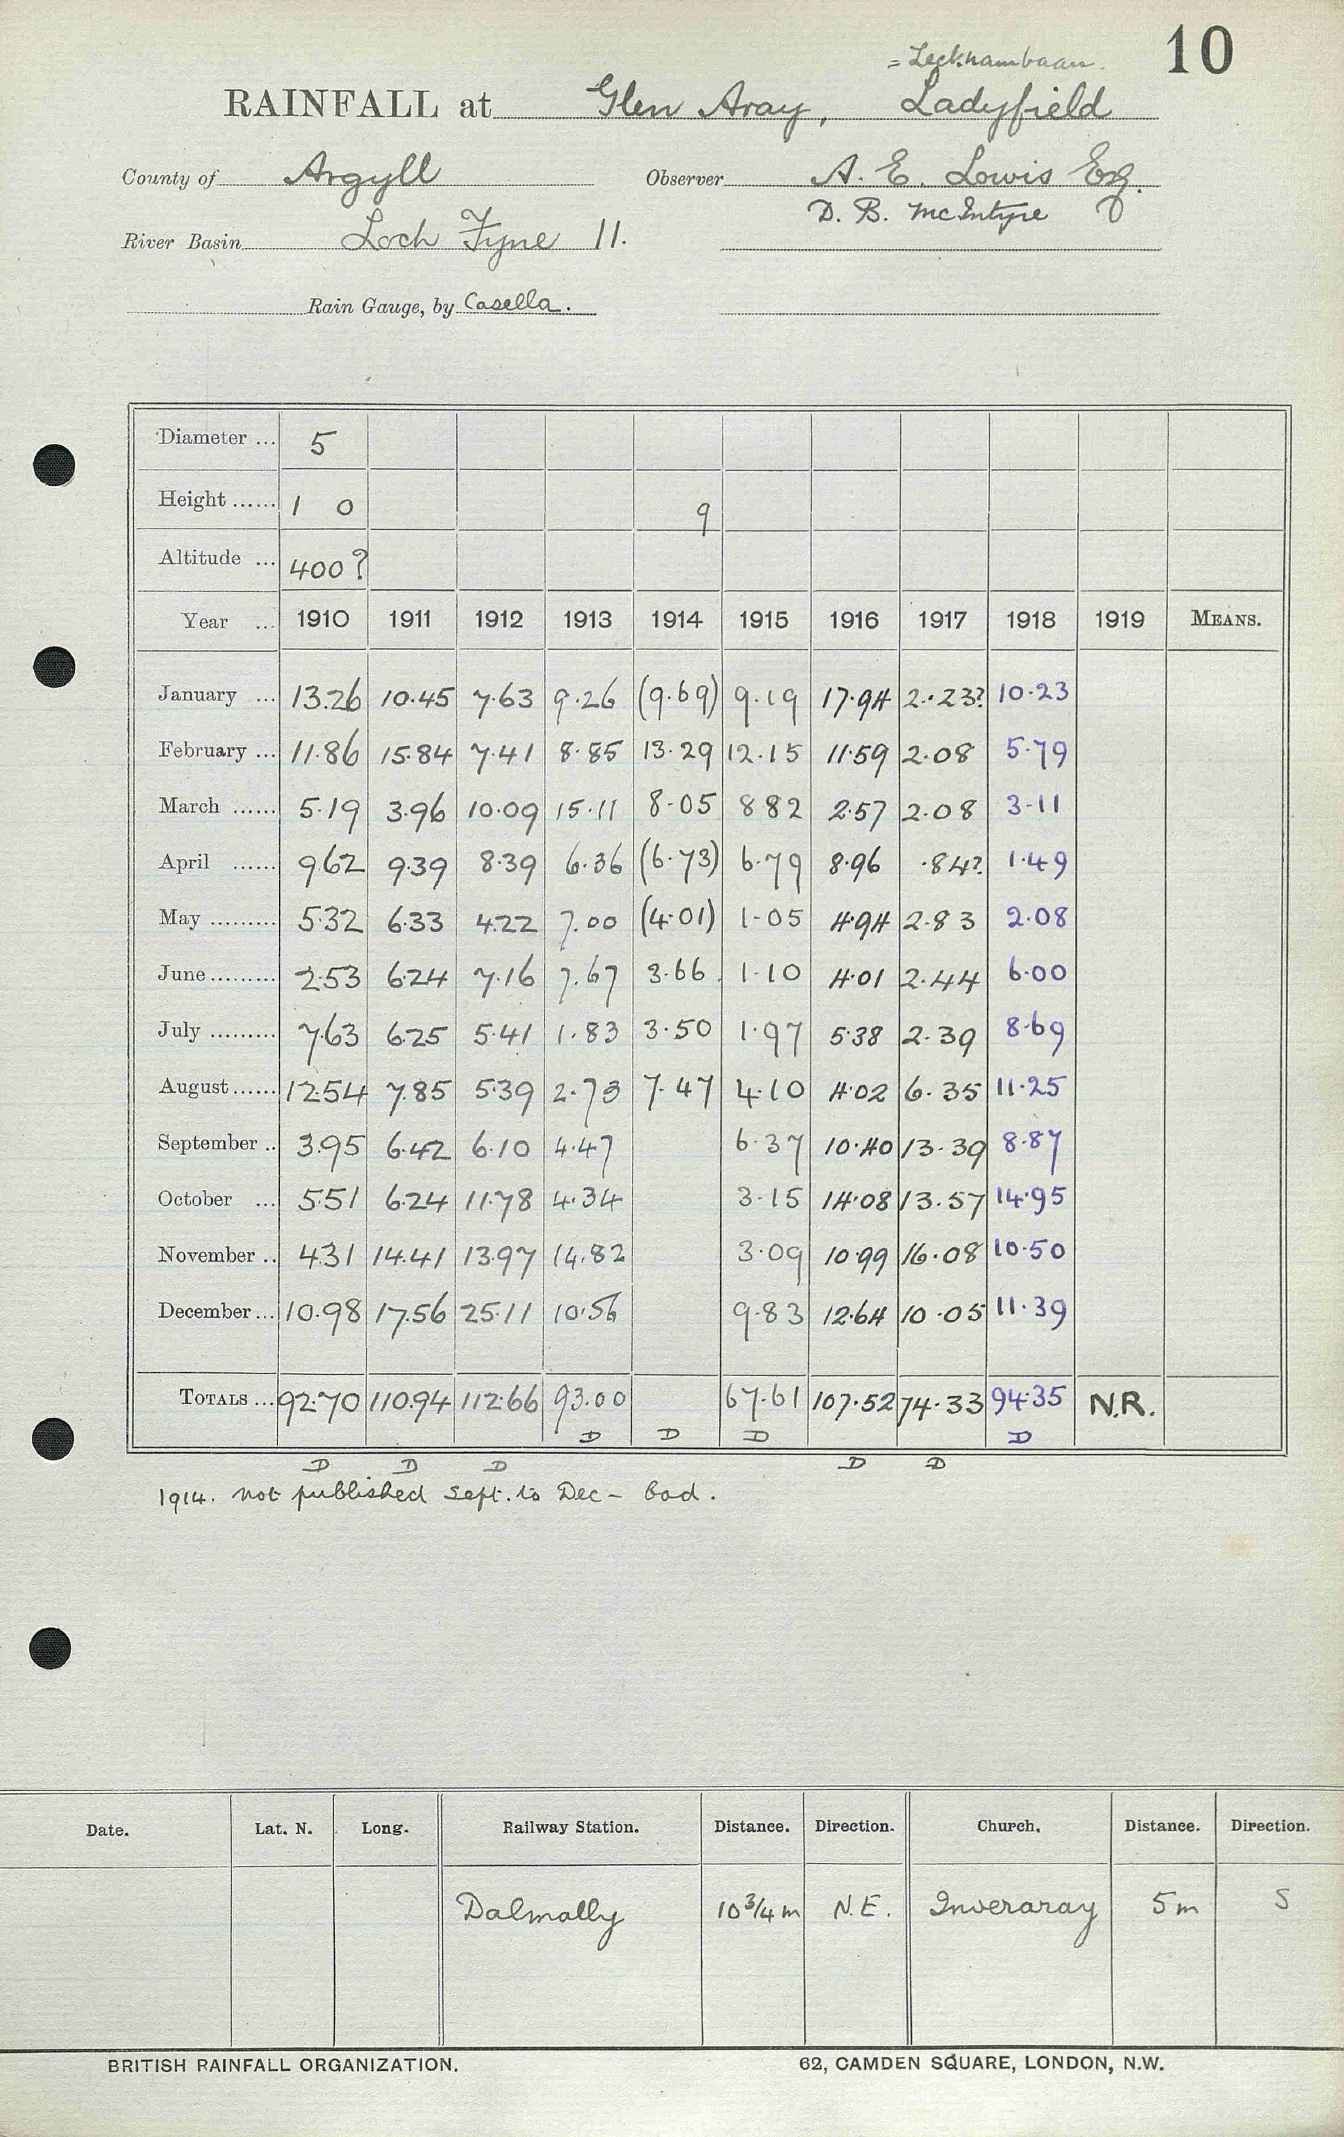 = Lecknambaan. 10
RAINFALL at Glen Aray, Ladyfield
County of Argyll Observer A. E. Lowis Esq.
D. B. McIntyre
River Basin Loch Fyne 11.
Rain Gauge, by Casella.
Diameter ... 5
Height ...... 1 0 9
Altitude ... 400?
Year ... 1910 1911 1912 1913 1914 1915 1916 1917 1918 1919 MEANS.
January ... 13.26 10.45 7.63 9.26 (9.69) 9.19 17.94 2.23? 10.23
February ... 11.86 15.84 7.41 8.85 13.29 12.15 11.59 2.08 5.79
March ...... 5.19 3.96 10.09 15.11 8.05 8 82 2.57 2.08 3.11
April ...... 9.62 9.39 8.39 6.36 (6.73) 6.79 8.96 .84? 1.49
May ......... 5.32 6.33 4.22 7.00 (4.01) 1.05 4.94 2.83 2.08
June ......... 2.53 6.24 7.16 7.67 3.66 1.10 4.01 2.44 6.00
July ......... 7.63 6.25 5.41 1.83 3.50 1.97 5.38 2.39 8.69
August ...... 12.54 7.85 5.39 2.73 7.47 4.10 4.02 6.35 11.25
September .. 3.95 6.42 6.10 4.47 6.37 10.40 13.39 8.87
October ... 5.51 6.24 11.78 4.34 3.15 14.08 13.57 14.95
November .. 4.31 14.41 13.97 14.82 3.09 10.99 16.08 10.50
December ... 10.98 17.56 25.11 10.56 9.83 12.64 10.05 11.39
TOTALS ... 92.70 110.94 112.66 93.00 67.61 107.52 74.33 94.35 N.R.
D D D D
D D D D D
1914. not published Sept. to Dec - bad.
Date. Lat. N. Long. Railway Station. Distance. Direction. Church. Distance. Direction.
Dalmally 10 3/4 m N.E. Inveraray 5 m S
BRITISH RAINFALL ORGANIZATION. 62, CAMDEN SQUARE, LONDON, N.W.